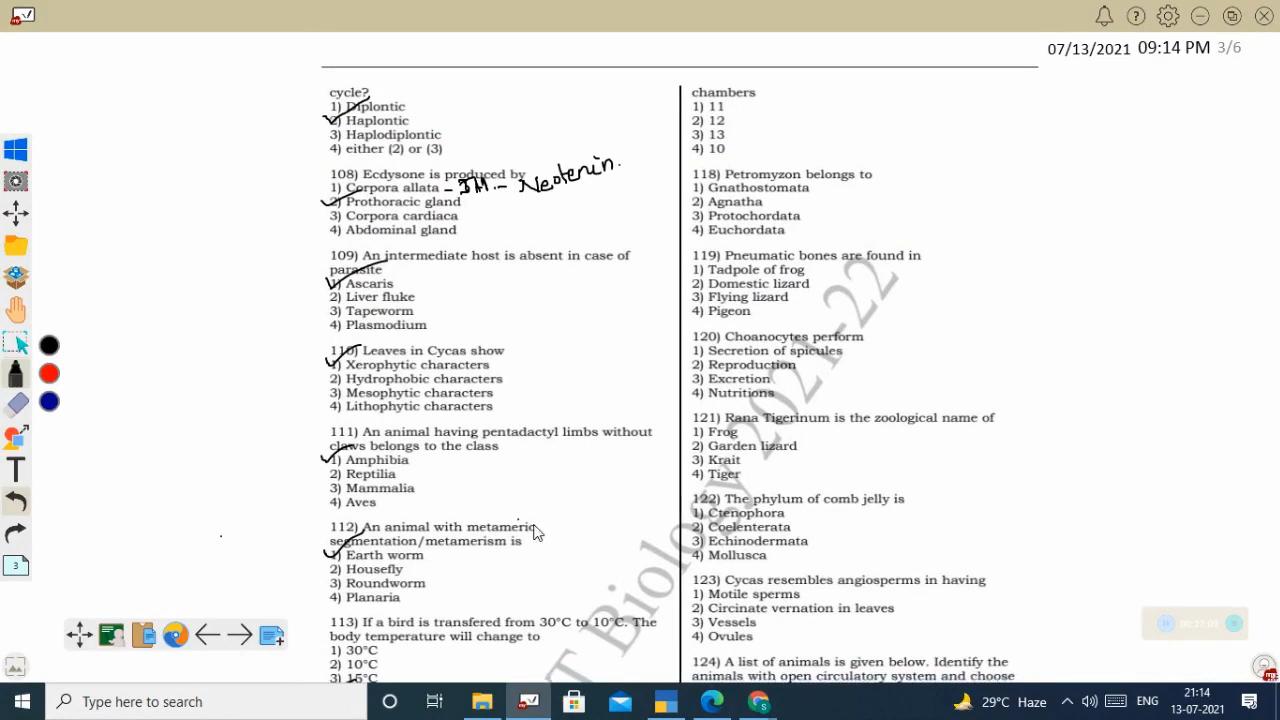 07/13/2021 09:14 PM 3/6
cycle?
1) Diplontic
2) Haplontic
3) Haplodiplontic
4) either (2) or (3)
108) Ecdysone is produced by
1) Corpora allata - JH - Neotenin.
2) Prothoracic gland
3) Corpora cardiaca
4) Abdominal gland
109) An intermediate host is absent in case of
parasite
1) Ascaris
2) Liver fluke
3) Tapeworm
4) Plasmodium
110) Leaves in Cycas show
1) Xerophytic characters
2) Hydrophobic characters
3) Mesophytic characters
4) Lithophytic characters
111) An animal having pentadactyl limbs without
claws belongs to the class
1) Amphibia
2) Reptilia
3) Mammalia
4) Aves
112) An animal with metameric
segmentation/metamerism is
1) Earth worm
2) Housefly
3) Roundworm
4) Planaria
113) If a bird is transfered from 30°C to 10°C. The
body temperature will change to
1) 30°C
2) 10°C
3) 15°C
chambers
1) 11
2) 12
3) 13
4) 10
118) Petromyzon belongs to
1) Gnathostomata
2) Agnatha
3) Protochordata
4) Euchordata
119) Pneumatic bones are found in
1) Tadpole of frog
2) Domestic lizard
3) Flying lizard
4) Pigeon
120) Choanocytes perform
1) Secretion of spicules
2) Reproduction
3) Excretion
4) Nutritions
121) Rana Tigerinum is the zoological name of
1) Frog
2) Garden lizard
3) Krait
4) Tiger
122) The phylum of comb jelly is
1) Ctenophora
2) Coelenterata
3) Echinodermata
4) Mollusca
123) Cycas resembles angiosperms in having
1) Motile sperms
2) Circinate vernation in leaves
3) Vessels
4) Ovules
124) A list of animals is given below. Identify the
animals with open circulatory system and choose
T Biology 2021-22
3
Type here to search
29°C Haze
ENG
21:14
13-07-2021